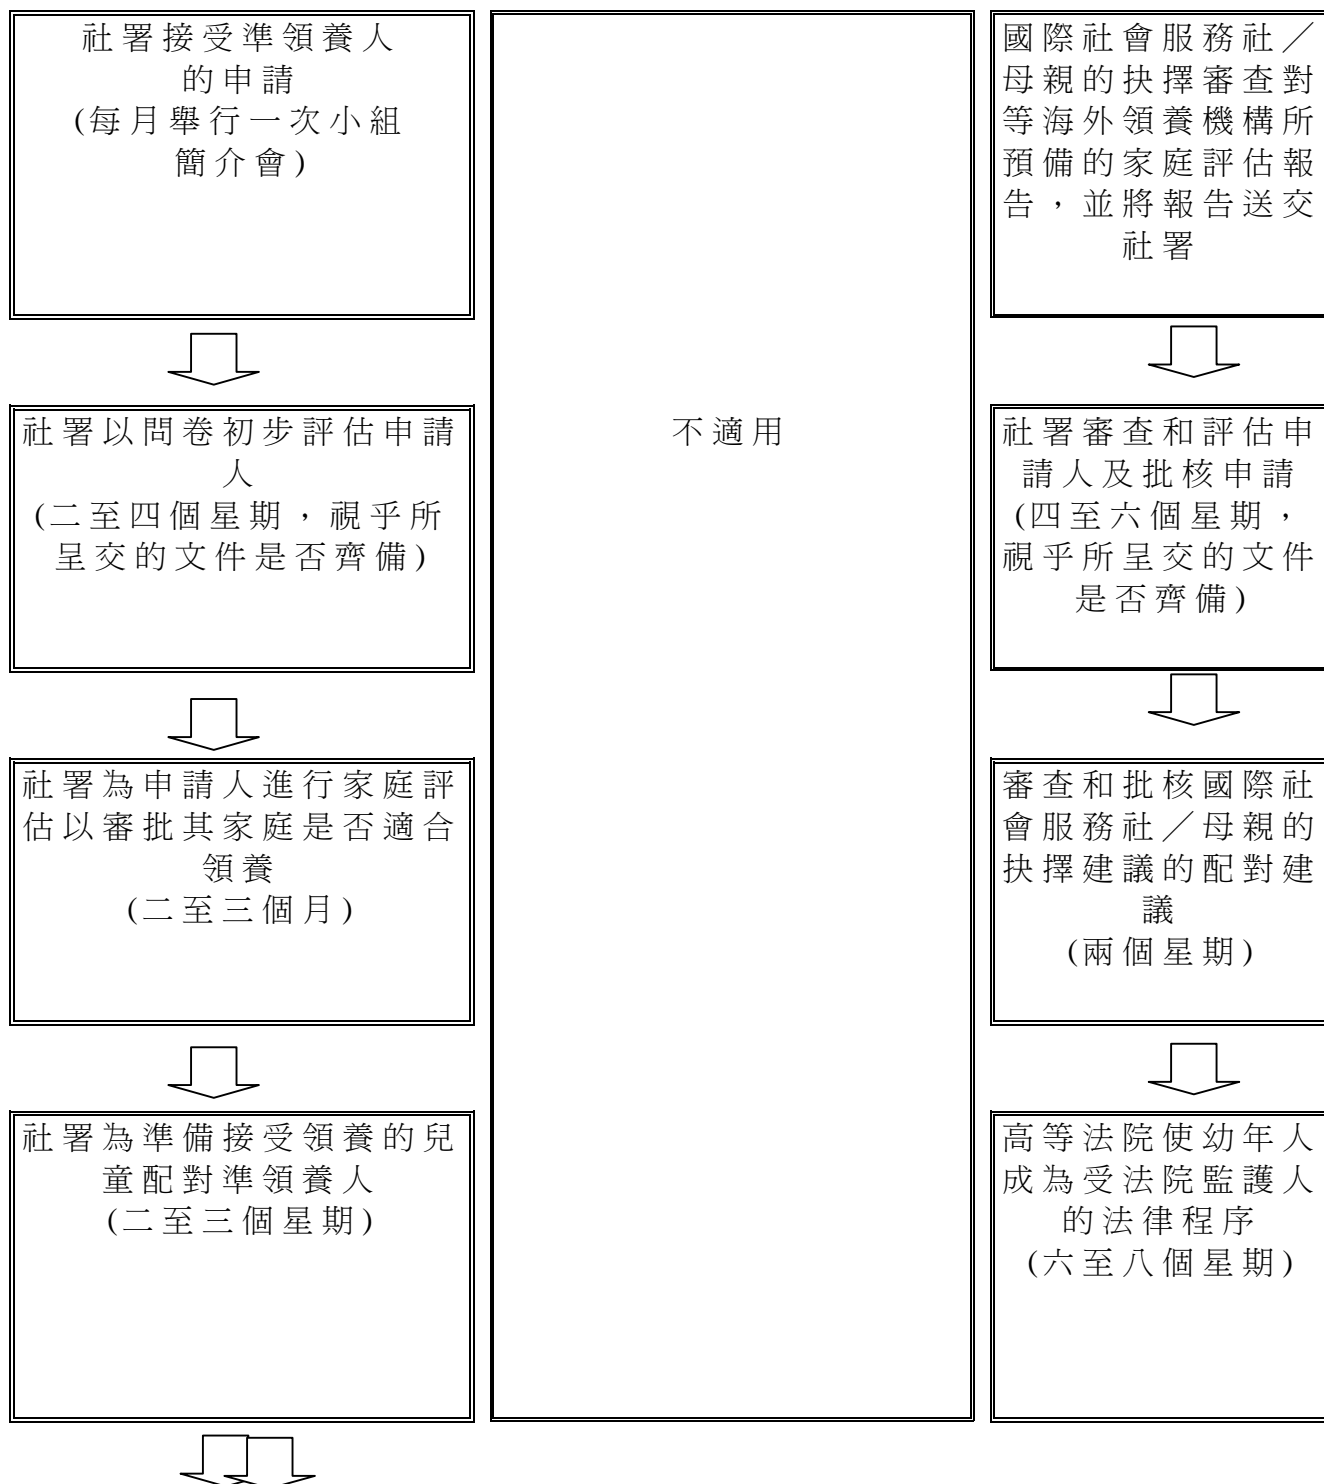 社署接受準領養人
的申請
(每月舉行一次小組
簡介會)
社署以問卷初步評估申請
人
(二至四個星期，視乎所
呈交的文件是否齊備)
社署為申請人進行家庭評
估以審批其家庭是否適合
領養
(二至三個月)
社署為準備接受領養的兒
童配對準領養人
(二至三個星期)
不適用
國際社會服務社／
母親的抉擇審查對
等海外領養機構所
預備的家庭評估報
告，並將報告送交
社署
社署審查和評估申
請人及批核申請
(四至六個星期，
視乎所呈交的文件
是否齊備)
審查和批核國際社
會服務社／母親的
抉擇建議的配對建
議
(兩個星期)
高等法院使幼年人
成為受法院監護人
的法律程序
(六至八個星期)